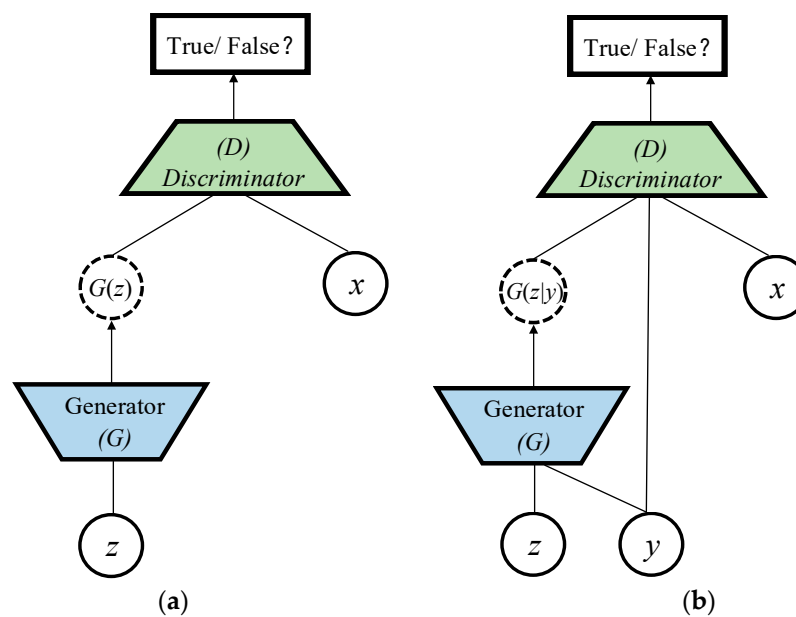 True/ False?
(D)
Discriminator
G(z)
x
Generator
(G)
z
(a)
True/ False?
(D)
Discriminator
G(z|y)
x
Generator
(G)
z
y
(b)